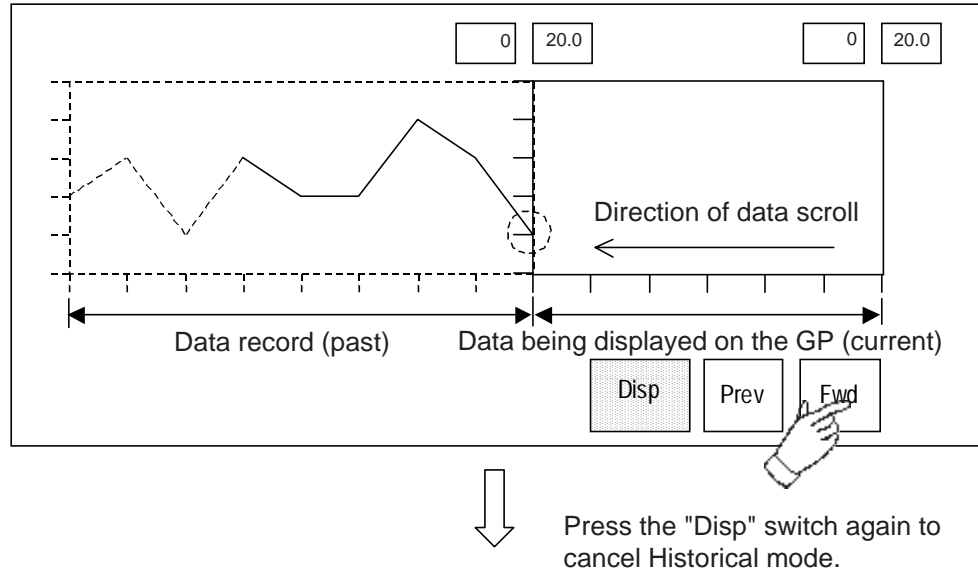 0 20.0 0 20.0
Direction of data scroll
Data record (past) Data being displayed on the GP (current)
Disp Prev Fwd
Press the "Disp" switch again to
cancel Historical mode.